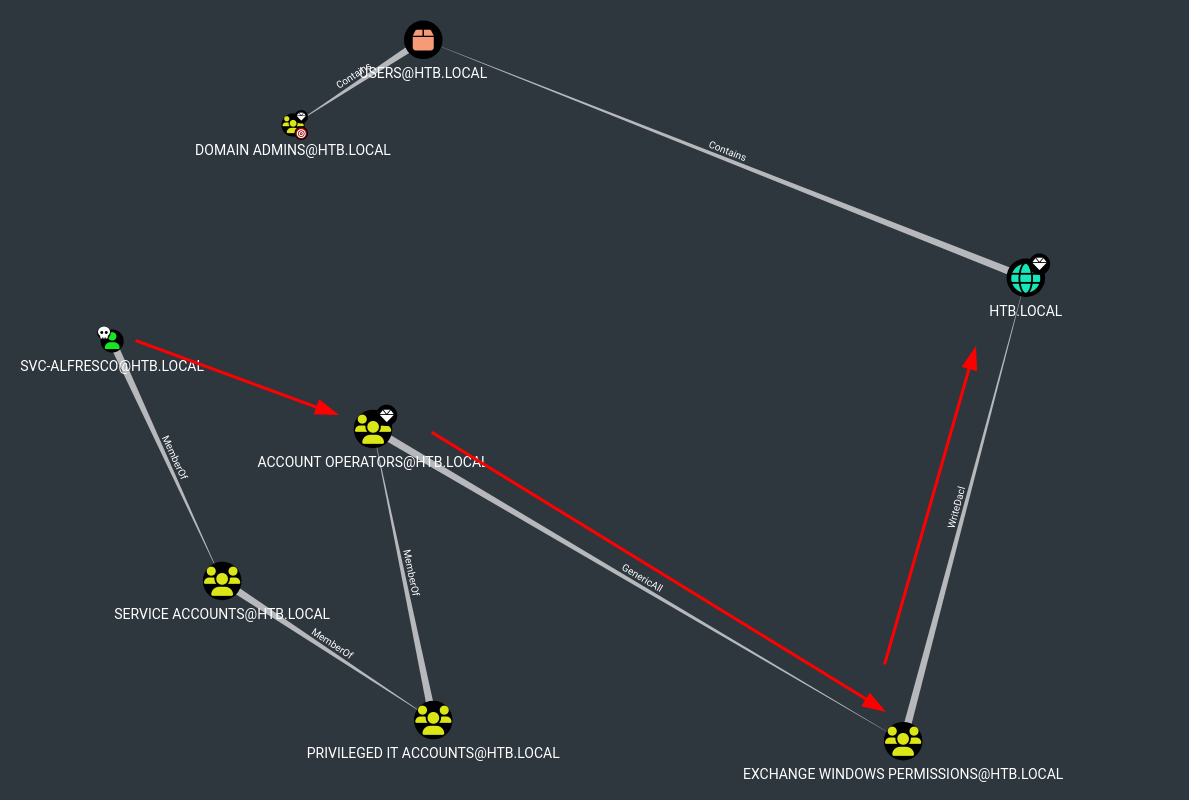 USERS@HTB.LOCAL
Contains
DOMAIN ADMINS@HTB.LOCAL
Contains
HTB.LOCAL
SVC-ALFRESCO@HTB.LOCAL
MemberOf
ACCOUNT OPERATORS@HTB.LOCAL
WriteDacl
MemberOf
GenericAll
SERVICE ACCOUNTS@HTB.LOCAL
MemberOf
PRIVILEGED IT ACCOUNTS@HTB.LOCAL
EXCHANGE WINDOWS PERMISSIONS@HTB.LOCAL